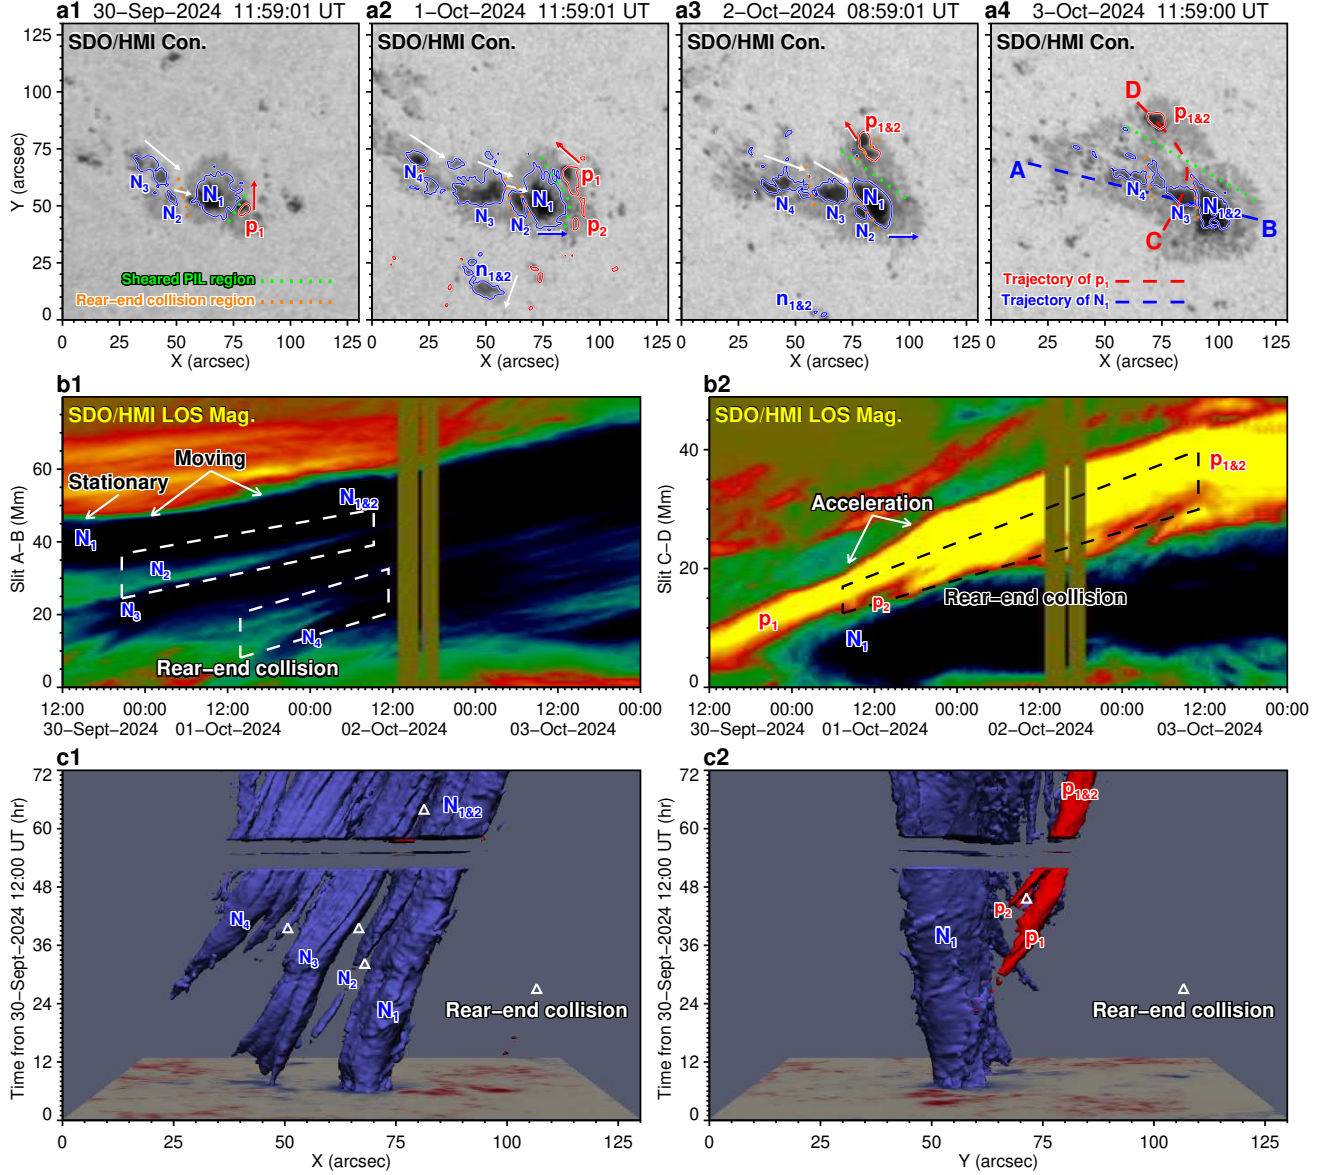 a1 30-Sep-2024 11:59:01 UT
a2 1-Oct-2024 11:59:01 UT
a3 2-Oct-2024 08:59:01 UT
a4 3-Oct-2024 11:59:00 UT
SDO/HMI Con.
SDO/HMI Con.
SDO/HMI Con.
SDO/HMI Con.
125
100
75
50
25
0
Y (arcsec)
N3
N2
N1
p1
Sheared PIL region
Rear-end collision region
N4
N3
N2
N1
p1
p2
n1&2
p1&2
N4
N3
N1
N2
n1&2
D
p1&2
A
N4
N3
N1&2
B
C
Trajectory of p1
Trajectory of N1
0 25 50 75 100 125
0 25 50 75 100 125
0 25 50 75 100 125
0 25 50 75 100 125
X (arcsec)
X (arcsec)
X (arcsec)
X (arcsec)
b1
SDO/HMI LOS Mag.
Moving
Stationary
N1
N1&2
N2
N3
N4
Rear-end collision
60
40
20
0
Slit A-B (Mm)
12:00 00:00 12:00 00:00 12:00 00:00 12:00 00:00
30-Sept-2024 01-Oct-2024 02-Oct-2024 03-Oct-2024
b2
SDO/HMI LOS Mag.
p1&2
Acceleration
p1
p2
N1
Rear-end collision
40
20
0
Slit C-D (Mm)
12:00 00:00 12:00 00:00 12:00 00:00 12:00 00:00
30-Sept-2024 01-Oct-2024 02-Oct-2024 03-Oct-2024
c1
72
60
48
36
24
12
0
Time fron 30-Sept-2024 12:00 UT (hr)
N1&2
N4
N3
N2
N1
Rear-end collision
0 25 50 75 100 125
X (arcsec)
c2
72
60
48
36
24
12
0
Time fron 30-Sept-2024 12:00 UT (hr)
p1&2
p2
p1
N1
Rear-end collision
0 50 100
Y (arcsec)